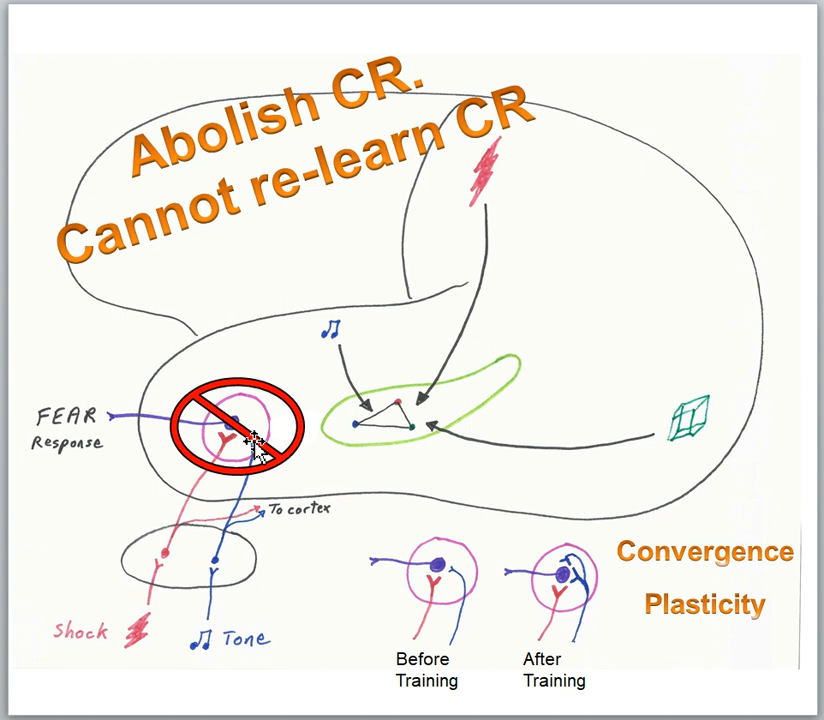 Abolish CR.
Cannot re-learn CR
FEAR
Response
To cortex
Shock
Tone
Convergence
Plasticity
Before
Training
After
Training